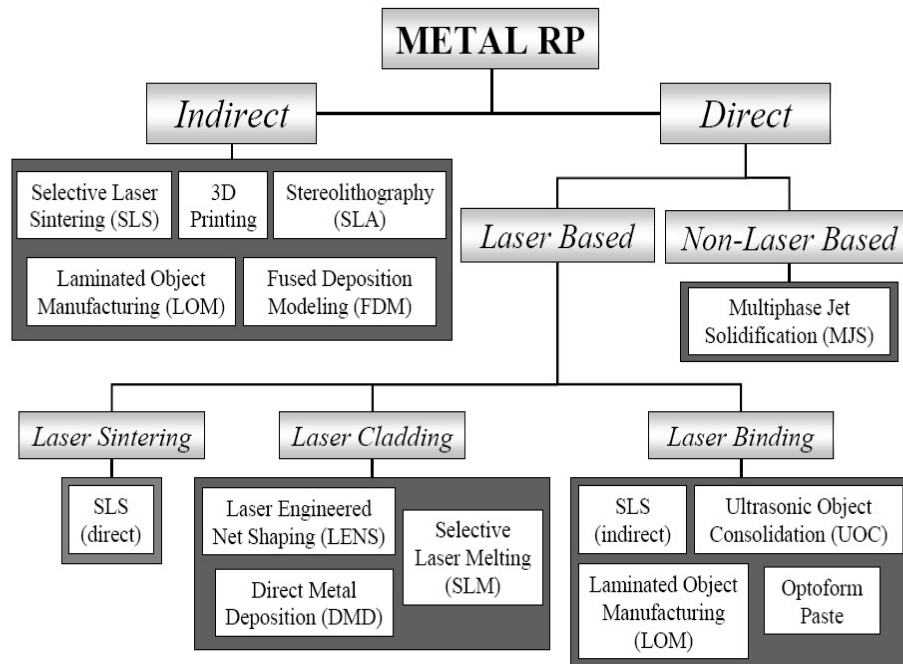 METAL RP
Indirect
Direct
Selective Laser
Sintering (SLS)
3D
Printing
Stereolithography
(SLA)
Laminated Object
Manufacturing (LOM)
Fused Deposition
Modeling (FDM)
Laser Based
Non-Laser Based
Multiphase Jet
Solidification (MJS)
Laser Sintering
Laser Cladding
Laser Binding
SLS
(direct)
Laser Engineered
Net Shaping (LENS)
Selective
Laser Melting
(SLM)
Direct Metal
Deposition (DMD)
SLS
(indirect)
Ultrasonic Object
Consolidation (UOC)
Laminated Object
Manufacturing
(LOM)
Optoform
Paste